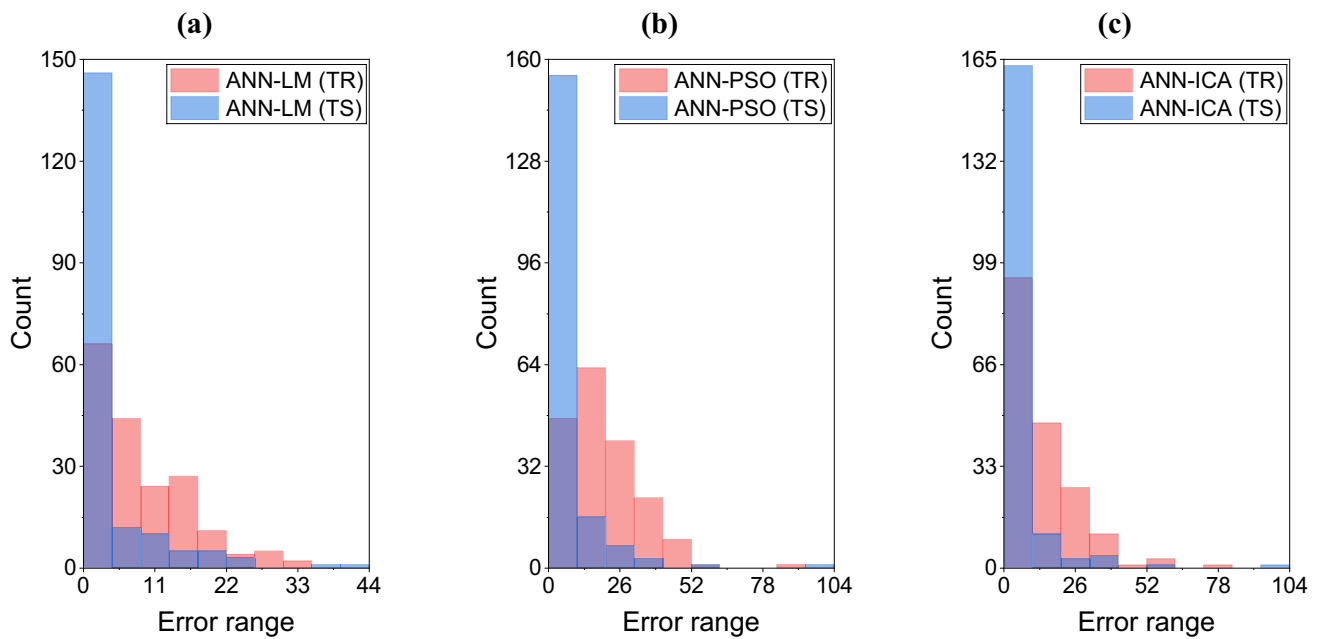 (a)
150
120
90
60
30
0
Count
ANN-LM (TR)
ANN-LM (TS)
0 11 22 33 44
Error range
(b)
160
128
96
64
32
0
Count
ANN-PSO (TR)
ANN-PSO (TS)
0 26 52 78 104
Error range
(c)
165
132
99
66
33
0
Count
ANN-ICA (TR)
ANN-ICA (TS)
0 26 52 78 104
Error range